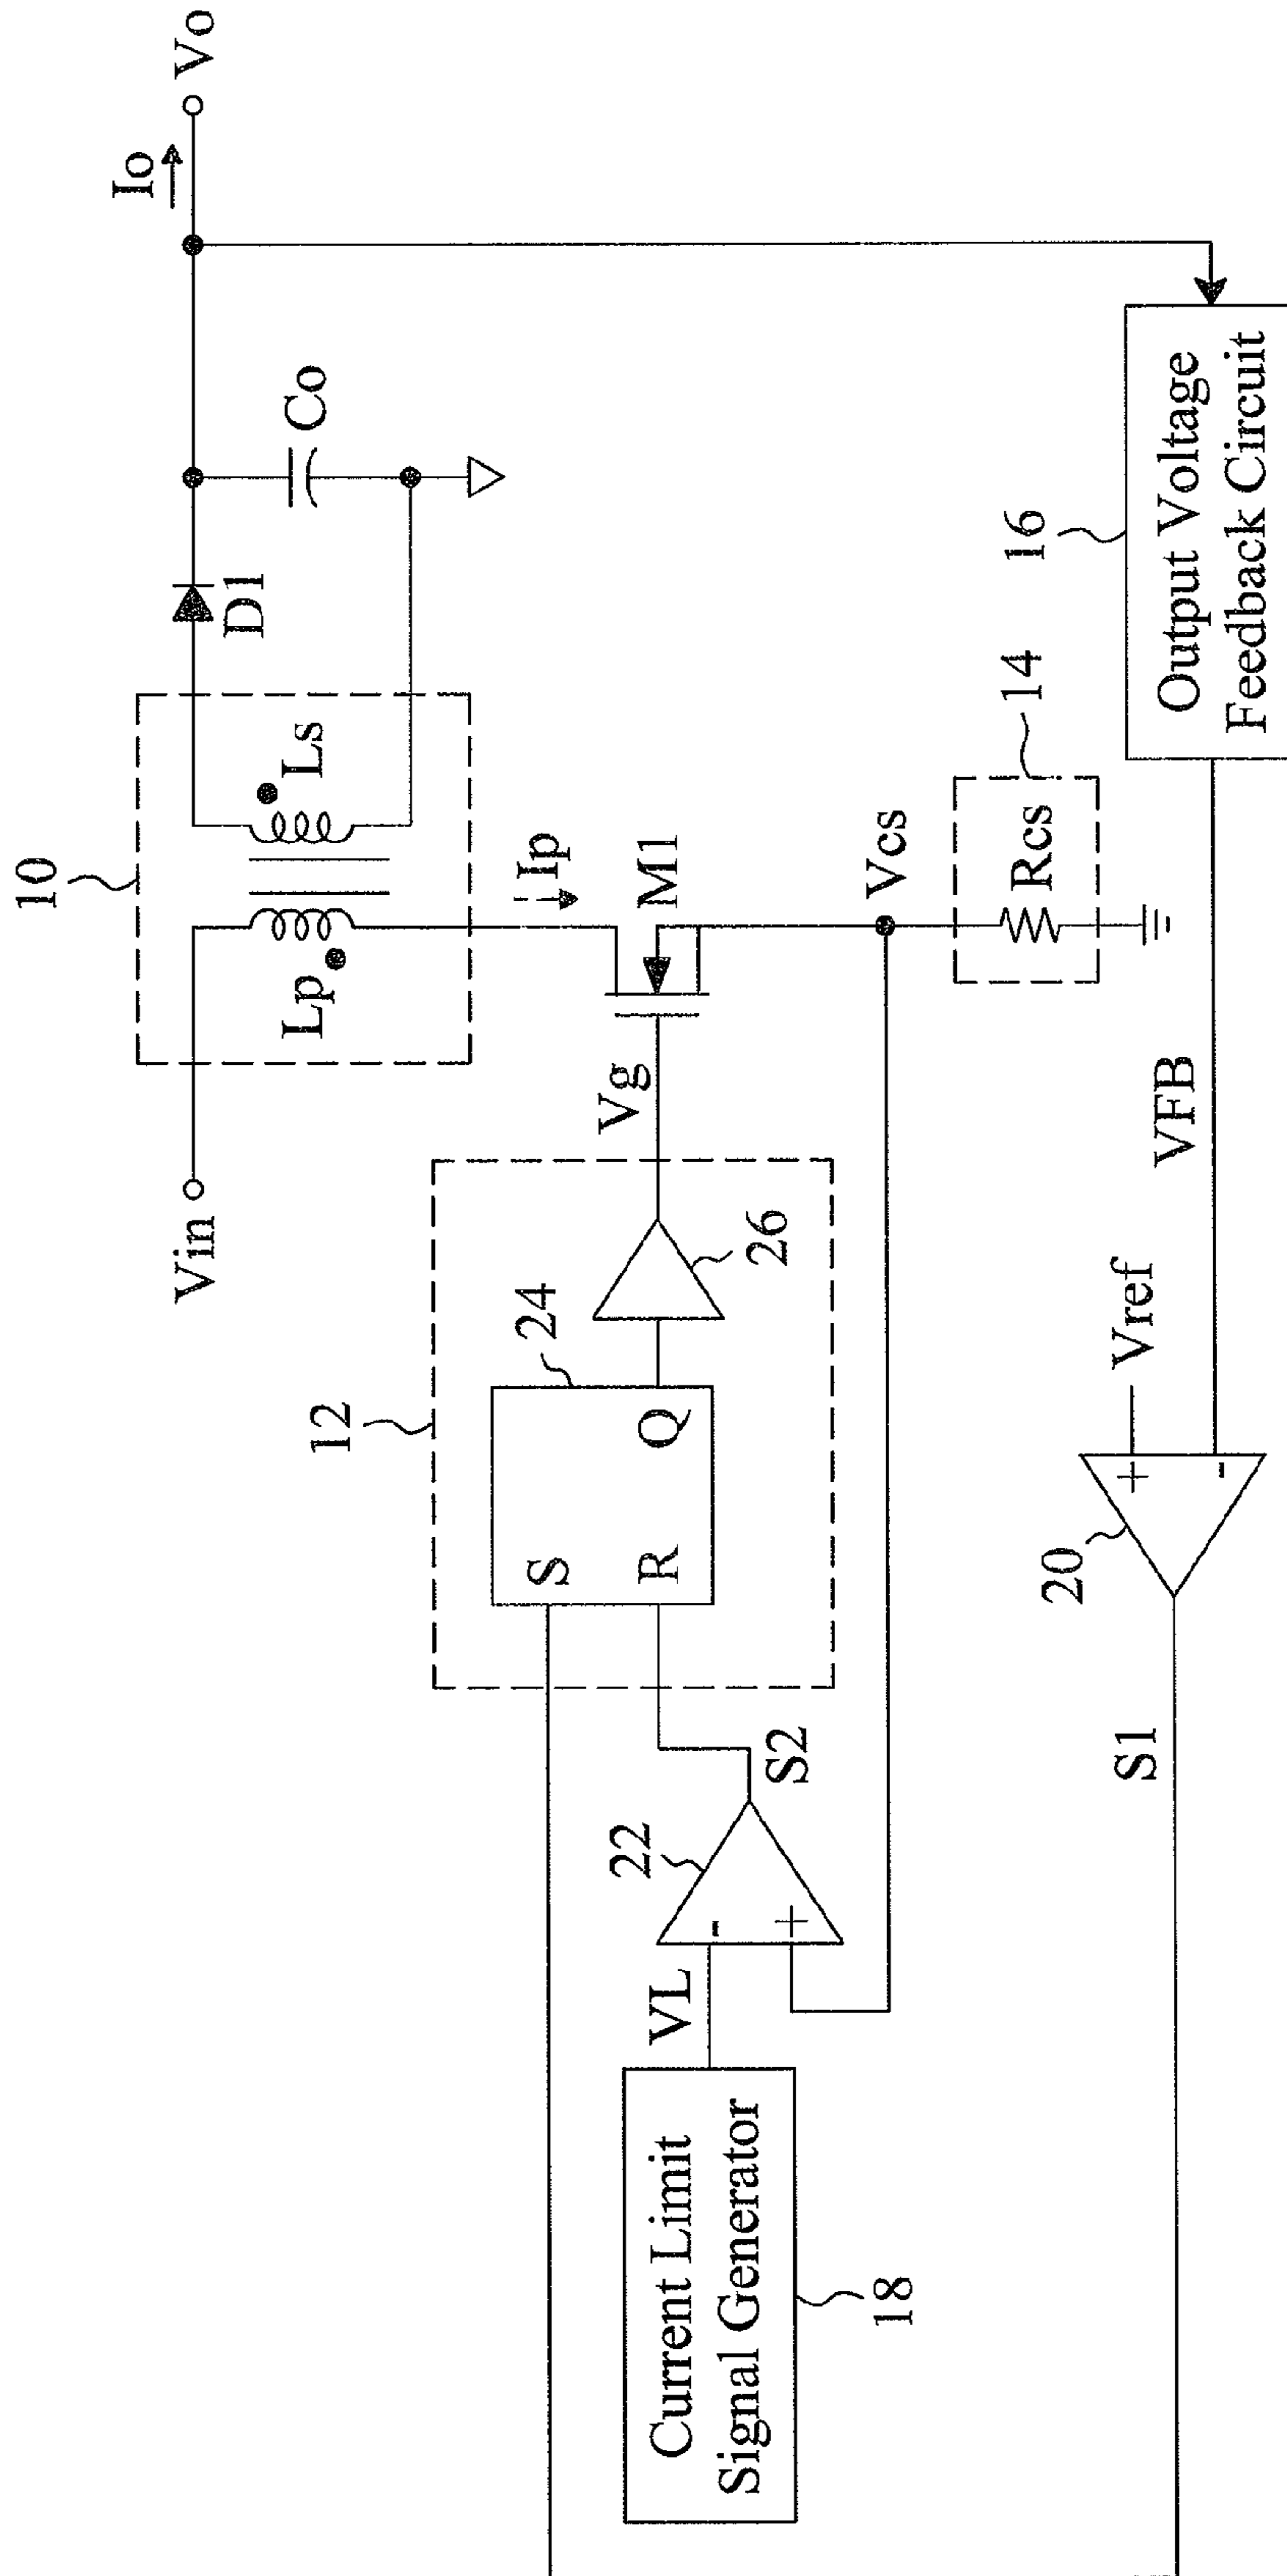 Io
Vo
10
D1
Co
Ls
Lp
Vin
Ip
12
24
Vg
M1
S
R
Q
26
Vcs
14
Rcs
22
S2
VL
Current Limit
Signal Generator
18
16
Output Voltage
Feedback Circuit
VFB
Vref
+
-
20
S1
-
+